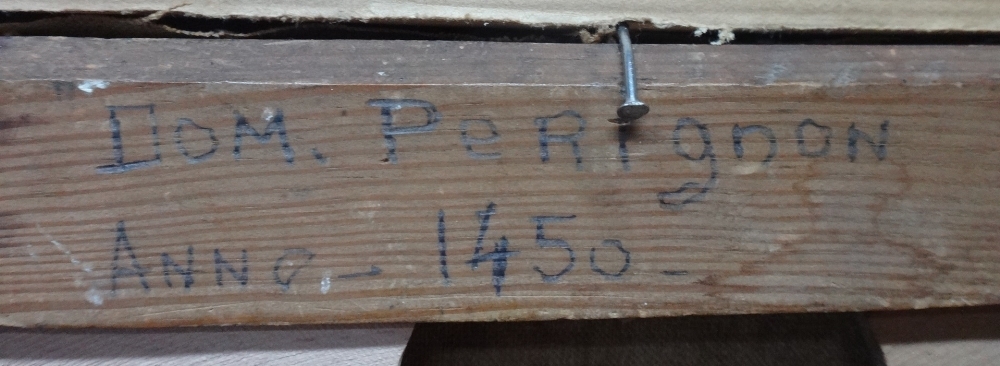 Dom. Perignon
Anno - 1450 -